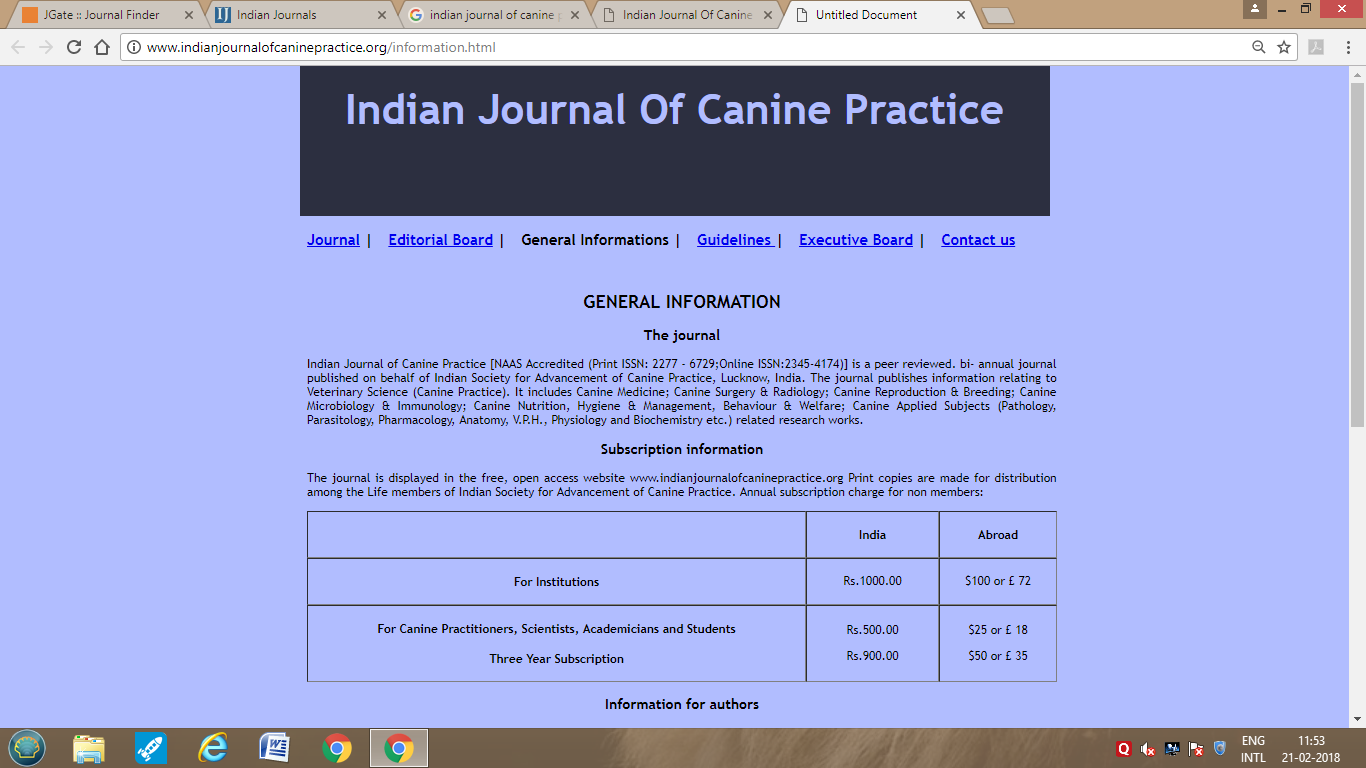 JGate :: Journal Finder
Indian Journals
indian journal of canine
Indian Journal Of Canine
Untitled Document
www.indianjournalofcaninepractice.org/information.html
Indian Journal Of Canine Practice
Journal | Editorial Board | General Informations | Guidelines | Executive Board | Contact us
GENERAL INFORMATION
The journal
Indian Journal of Canine Practice [NAAS Accredited (Print ISSN: 2277 - 6729;Online ISSN:2345-4174)] is a peer reviewed. bi- annual journal
published on behalf of Indian Society for Advancement of Canine Practice, Lucknow, India. The journal publishes information relating to
Veterinary Science (Canine Practice). It includes Canine Medicine; Canine Surgery & Radiology; Canine Reproduction & Breeding; Canine
Microbiology & Immunology; Canine Nutrition, Hygiene & Management, Behaviour & Welfare; Canine Applied Subjects (Pathology,
Parasitology, Pharmacology, Anatomy, V.P.H., Physiology and Biochemistry etc.) related research works.
Subscription information
The journal is displayed in the free, open access website www.indianjournalofcaninepractice.org Print copies are made for distribution
among the Life members of Indian Society for Advancement of Canine Practice. Annual subscription charge for non members:
India Abroad
For Institutions Rs.1000.00 $100 or £ 72
For Canine Practitioners, Scientists, Academicians and Students Rs.500.00 $25 or £ 18
Three Year Subscription Rs.900.00 $50 or £ 35
Information for authors
ENG 11:53
INTL 21-02-2018